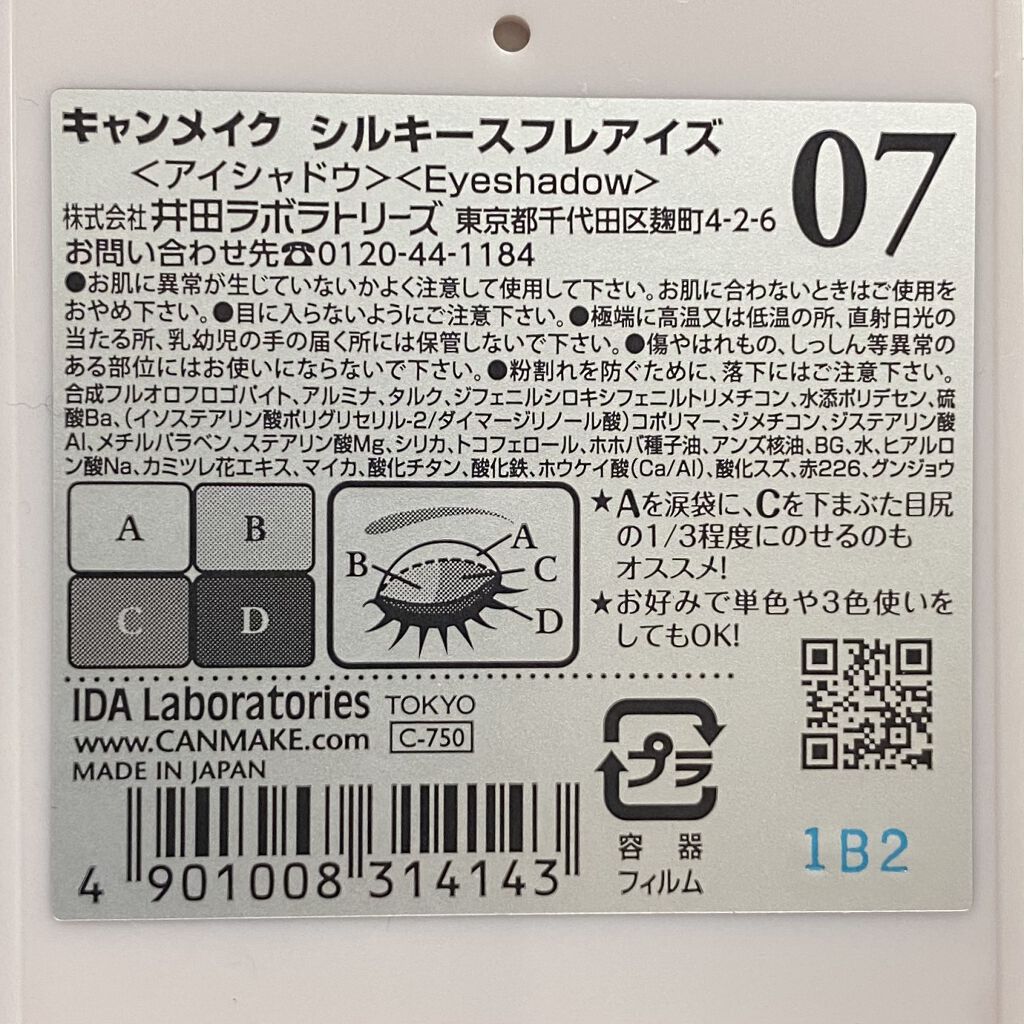 キャンメイク シルキースフレアイズ
07
<アイシャドウ><Eyeshadow>
株式会社 井田ラボラトリーズ 東京都千代田区麹町4-2-6
お問い合わせ先☎0120-44-1184
●お肌に異常が生じていないかよく注意して使用して下さい。お肌に合わないときはご使用を
おやめ下さい。●目に入らないようにご注意下さい。●極端に高温又は低温の所、直射日光の
当たる所、乳幼児の手の届く所には保管しないで下さい。●傷やはれもの、しっしん等異常の
ある部位にはお使いにならないで下さい。●粉割れを防ぐために、落下にはご注意下さい。
合成フルオロフロゴパイト、アルミナ、タルク、ジフェニルシロキシフェニルトリメチコン、水添ポリデセン、硫
酸Ba、(イソステアリン酸ポリグリセリル-2/ダイマージリノール酸)コポリマー、ジメチコン、ジステアリン酸
Al、メチルパラベン、ステアリン酸Mg、シリカ、トコフェロール、ホホバ種子油、アンズ核油、BG、水、ヒアルロ
ン酸Na、カミツレ花エキス、マイカ、酸化チタン、酸化鉄、ホウケイ酸(Ca/Al)、酸化スズ、赤226、グンジョウ
A B
C D
A
B
C
D
★Aを涙袋に、Cを下まぶた目尻
の1/3程度にのせるのも
オススメ!
★お好みで単色や3色使いを
してもOK!
IDA Laboratories TOKYO
www.CANMAKE.com C-750
MADE IN JAPAN
4 901008 314143
プラ
容器
フィルム
1B2